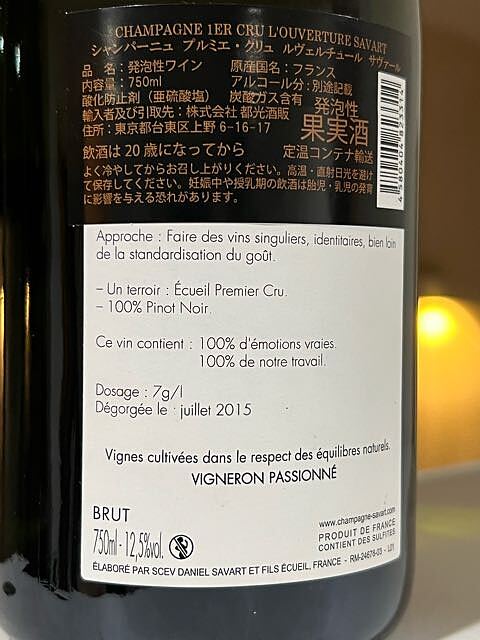 CHAMPAGNE 1ER CRU L'OUVERTURE SAVART
シャンパーニュ プルミエ・クリュ ルヴェルチュール サヴァール
品 名：発泡性ワイン 原産国名：フランス
内容量：750ml アルコール分：別途記載
酸化防止剤（亜硫酸塩） 炭酸ガス含有 発泡性
輸入者及び引取先：株式会社 都光酒販 果実酒
住所：東京都台東区上野 6-16-17
飲酒は 20 歳になってから 定温コンテナ輸送
よく冷やしてからお召し上がりください。高温・直射日光を避け
て保存してください。妊娠中や授乳期の飲酒は胎児・乳児の発育
に影響を与える恐れがあります。
4580404823314
Approche : Faire des vins singuliers, identitaires, bien loin
de la standardisation du goût.
– Un terroir : Écueil Premier Cru.
– 100% Pinot Noir.
Ce vin contient : 100% d'émotions vraies.
100% de notre travail.
Dosage : 7g/l
Dégorgée le : juillet 2015
Vignes cultivées dans le respect des équilibres naturels.
VIGNERON PASSIONNÉ
BRUT
750ml - 12,5%vol.
www.champagne-savart.com
PRODUIT DE FRANCE
CONTIENT DES SULFITES
ÉLABORÉ PAR SCEV DANIEL SAVART ET FILS ÉCUEIL, FRANCE - RM-24678-03 - L01